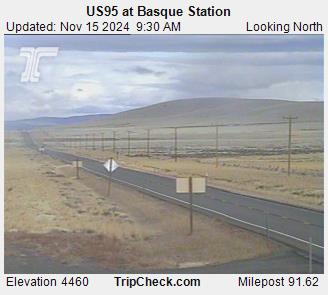 US95 at Basque Station
Updated: Nov 15 2024 9:30 AM Looking North
Elevation 4460 TripCheck.com Milepost 91.62